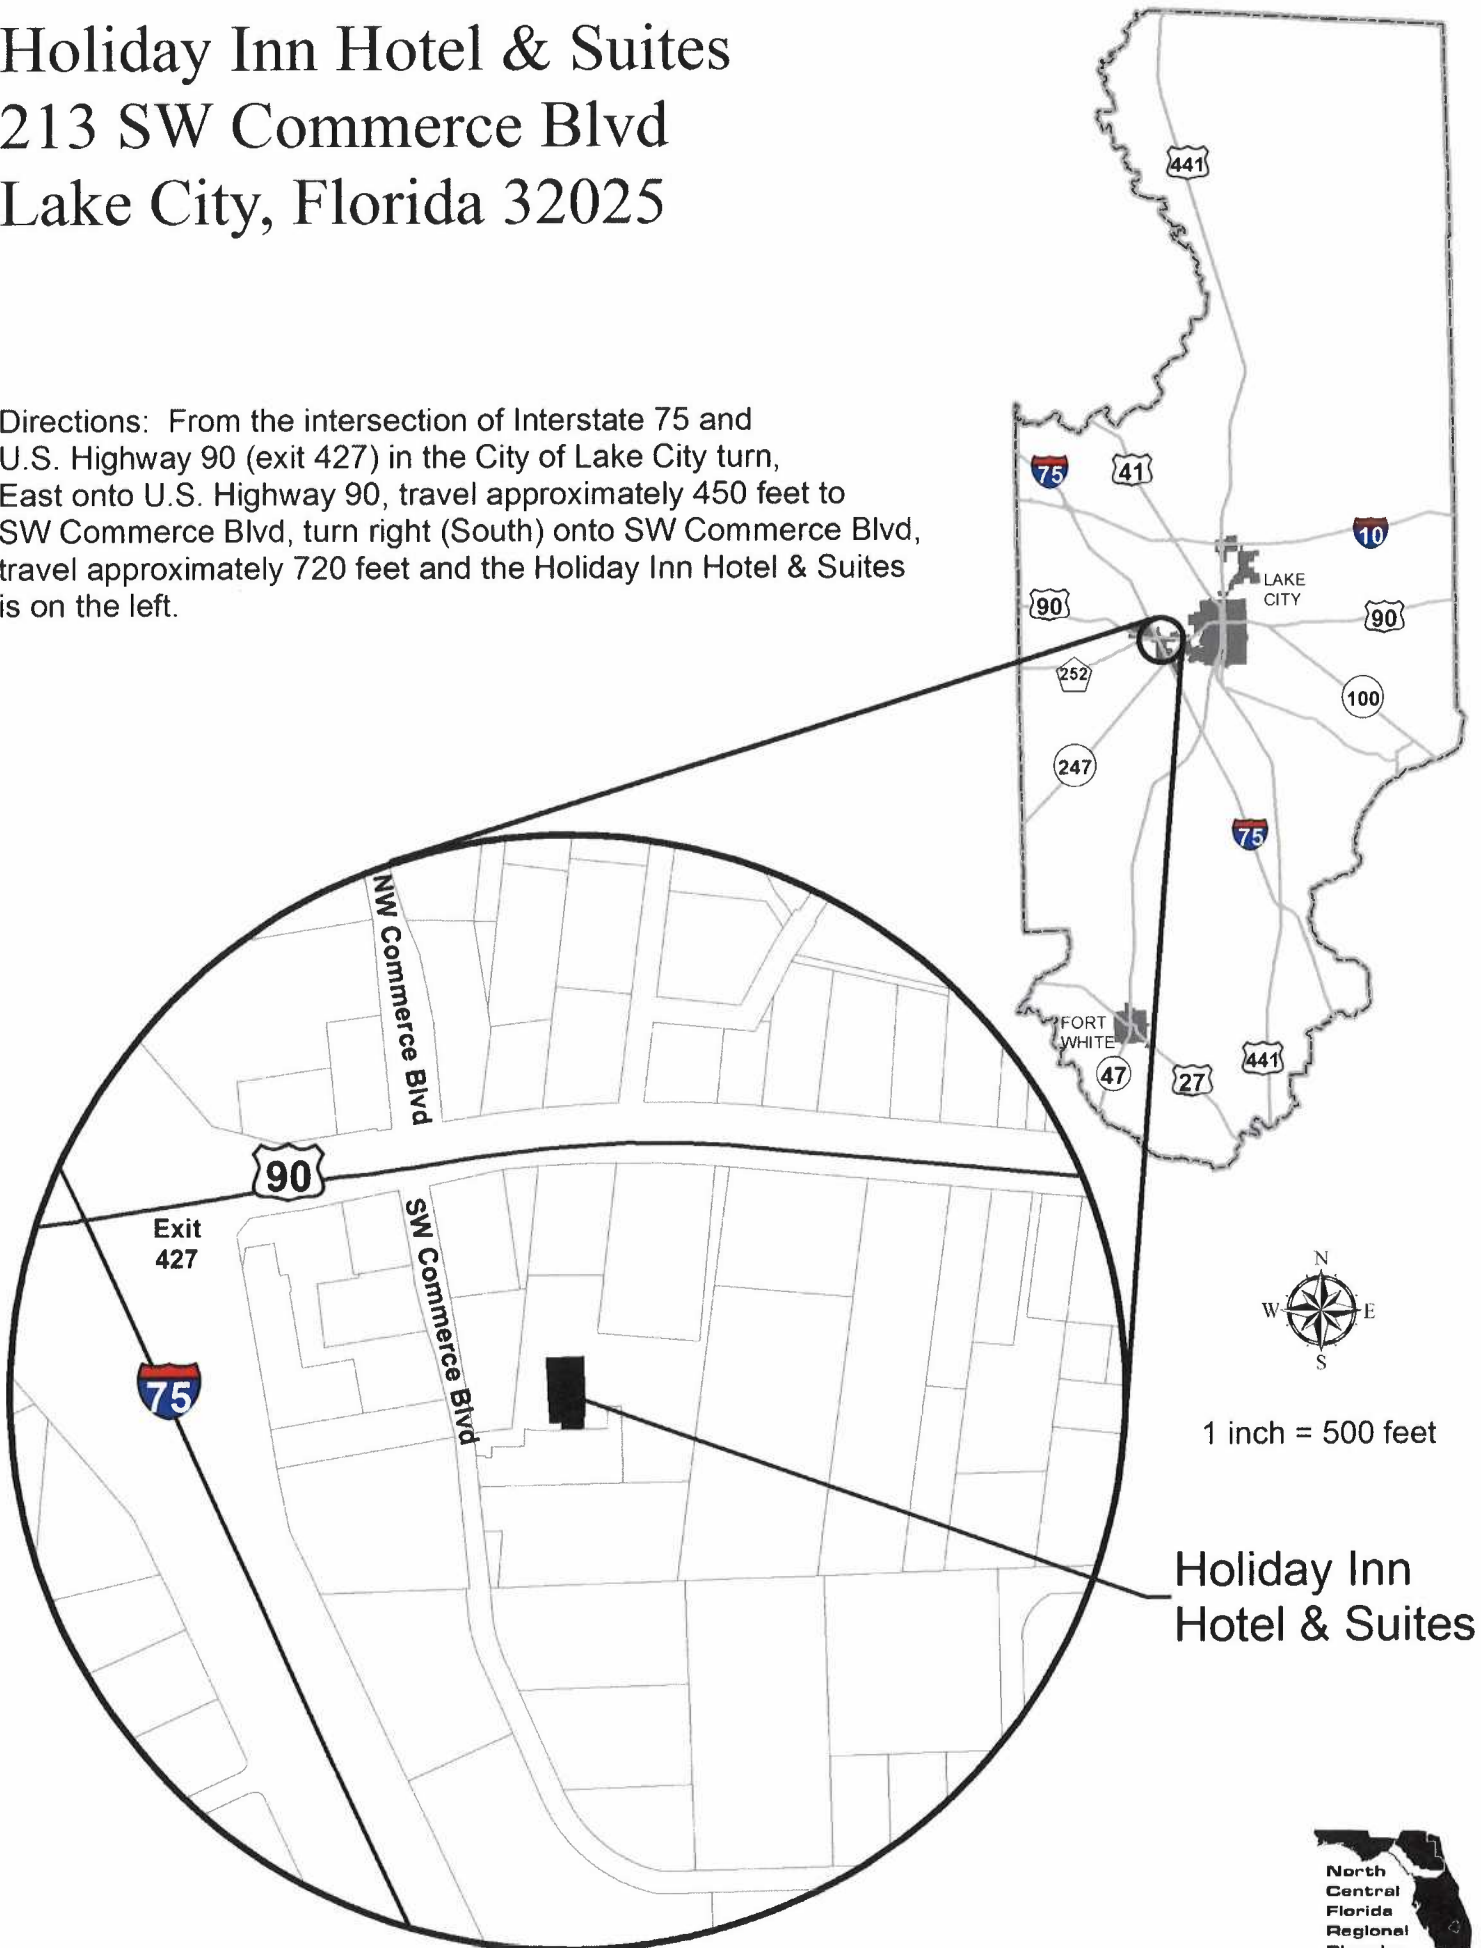 Holiday Inn Hotel & Suites
213 SW Commerce Blvd
Lake City, Florida 32025
Directions: From the intersection of Interstate 75 and
U.S. Highway 90 (exit 427) in the City of Lake City turn,
East onto U.S. Highway 90, travel approximately 450 feet to
SW Commerce Blvd, turn right (South) onto SW Commerce Blvd,
travel approximately 720 feet and the Holiday Inn Hotel & Suites
is on the left.
441
75
41
10
LAKE
CITY
90
90
252
100
247
75
FORT
WHITE
47
27
441
NW Commerce Blvd
90
Exit
427
SW Commerce Blvd
75
N
W
E
S
1 inch = 500 feet
Holiday Inn
Hotel & Suites
North
Central
Florida
Regional